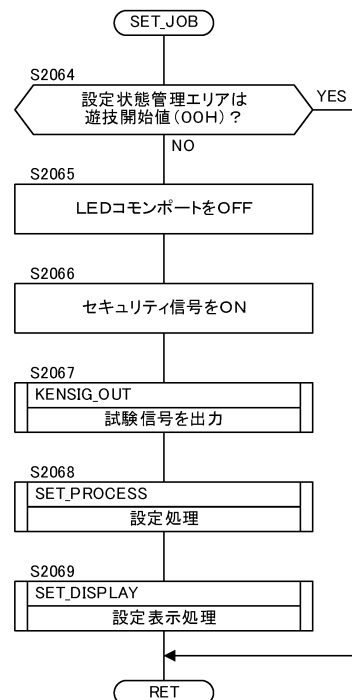 SET_JOB
S2064
設定状態管理エリアは
遊技開始値(00H)?
YES
NO
S2065
LEDコモンポートをOFF
S2066
セキュリティ信号をON
S2067
KENSIG_OUT
試験信号を出力
S2068
SET_PROCESS
設定処理
S2069
SET_DISPLAY
設定表示処理
RET